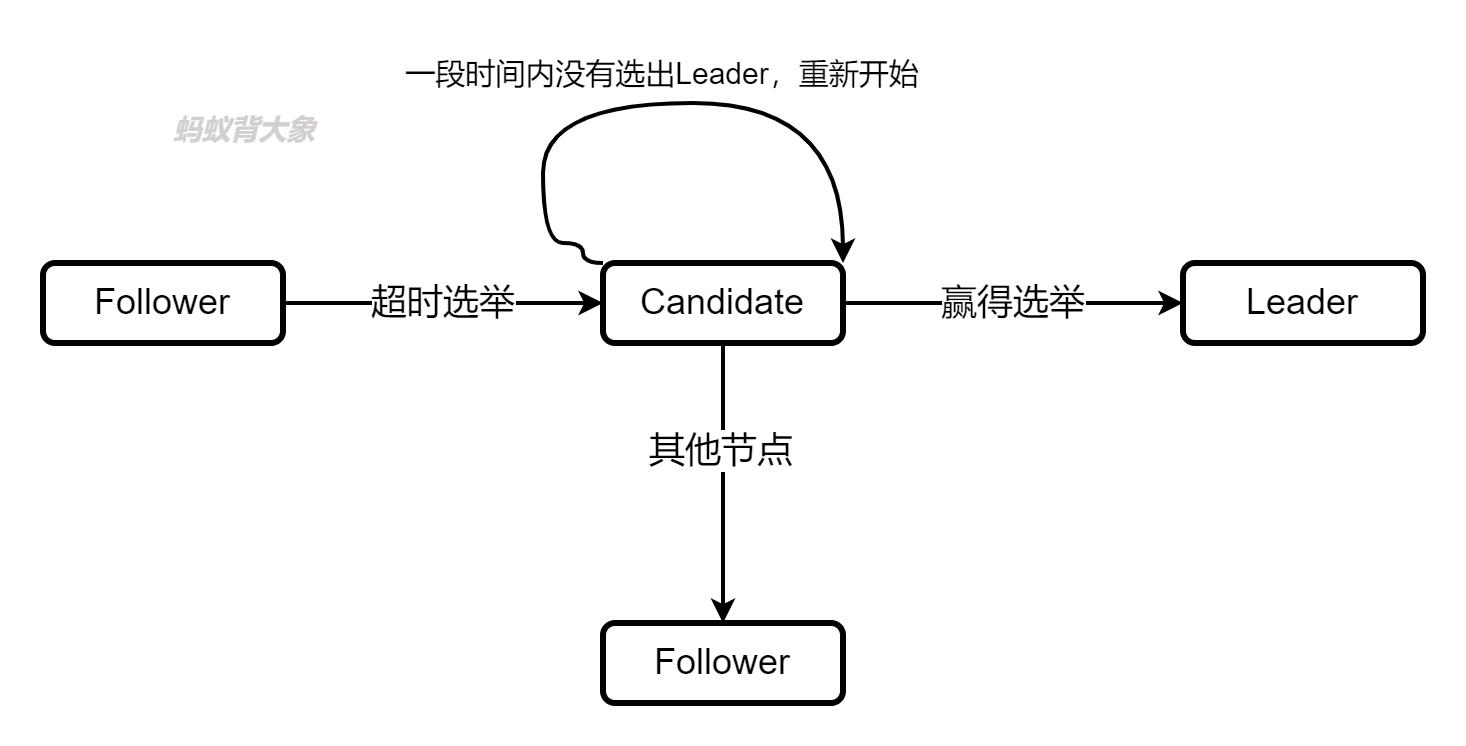 一段时间内没有选出Leader，重新开始
蚂蚁背大象
Follower
超时选举
Candidate
赢得选举
Leader
其他节点
Follower